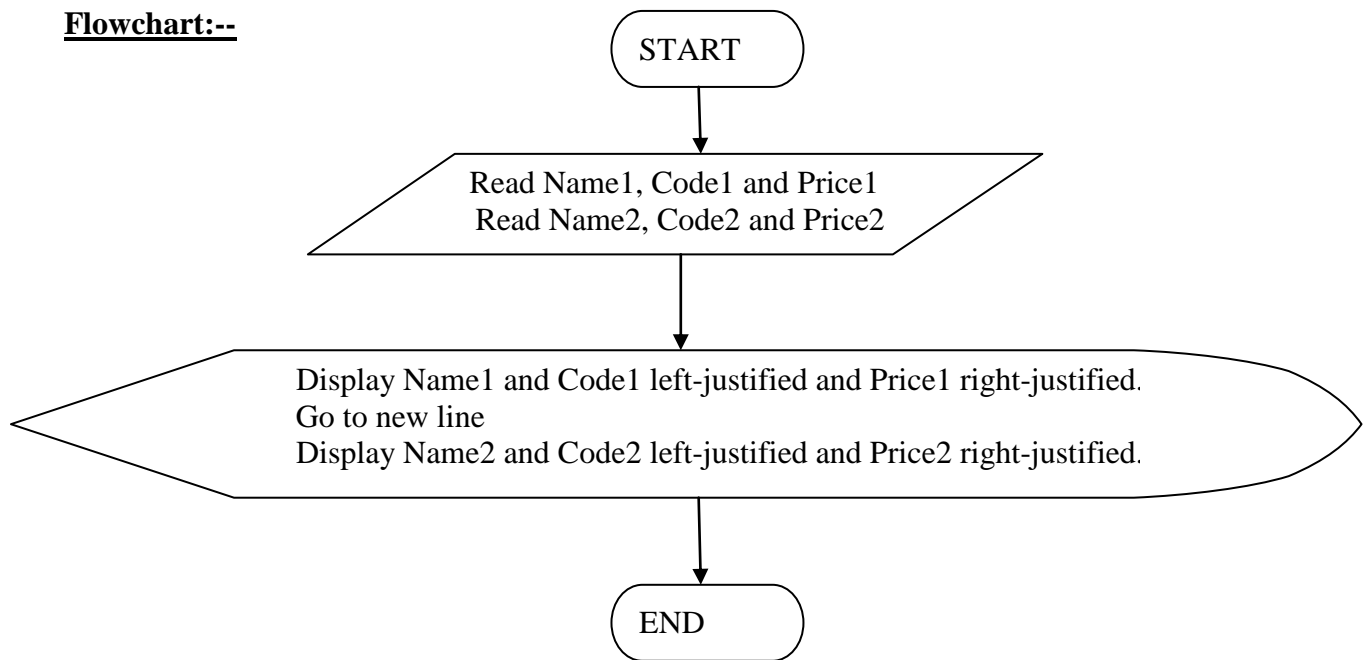 Flowchart:--
START
Read Name1, Code1 and Price1
Read Name2, Code2 and Price2
Display Name1 and Code1 left-justified and Price1 right-justified.
Go to new line
Display Name2 and Code2 left-justified and Price2 right-justified.
END